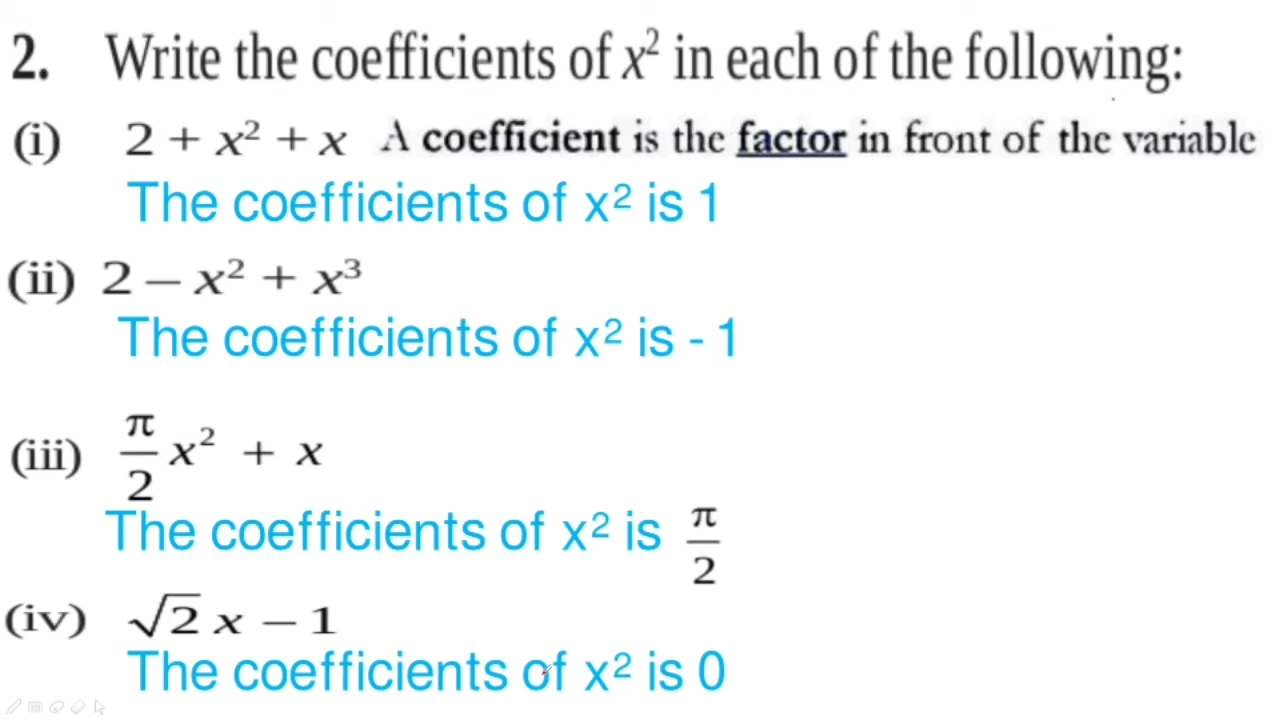 2. Write the coefficients of x² in each of the following:
(i) 2 + x² + x A coefficient is the factor in front of the variable
The coefficients of x² is 1
(ii) 2 – x² + x³
The coefficients of x² is - 1
(iii) π/2 x² + x
The coefficients of x² is π/2
(iv) √2 x – 1
The coefficients of x² is 0